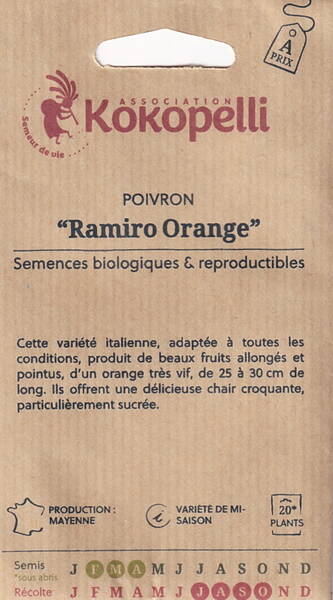 À
PRIX
ASSOCIATION
Kokopelli
Semeur de vie
POIVRON
“Ramiro Orange”
Semences biologiques & reproductibles
Cette variété italienne, adaptée à toutes les
conditions, produit de beaux fruits allongés et
pointus, d’un orange très vif, de 25 à 30 cm de
long. Ils offrent une délicieuse chair croquante,
particulièrement sucrée.
PRODUCTION :
MAYENNE
VARIÉTÉ DE MI-
SAISON
20*
PLANTS
Semis J F M A M J J A S O N D
*sous abris
Récolte J F M A M J J A S O N D